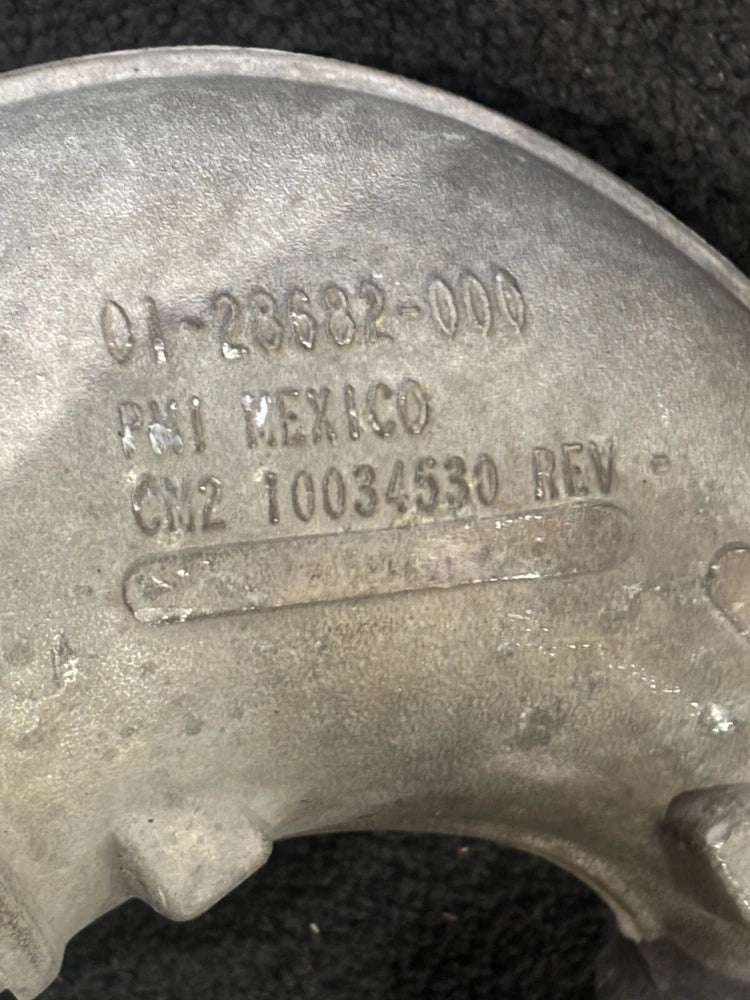 01-28682-000
PMI MEXICO
CM2 10034530 REV -